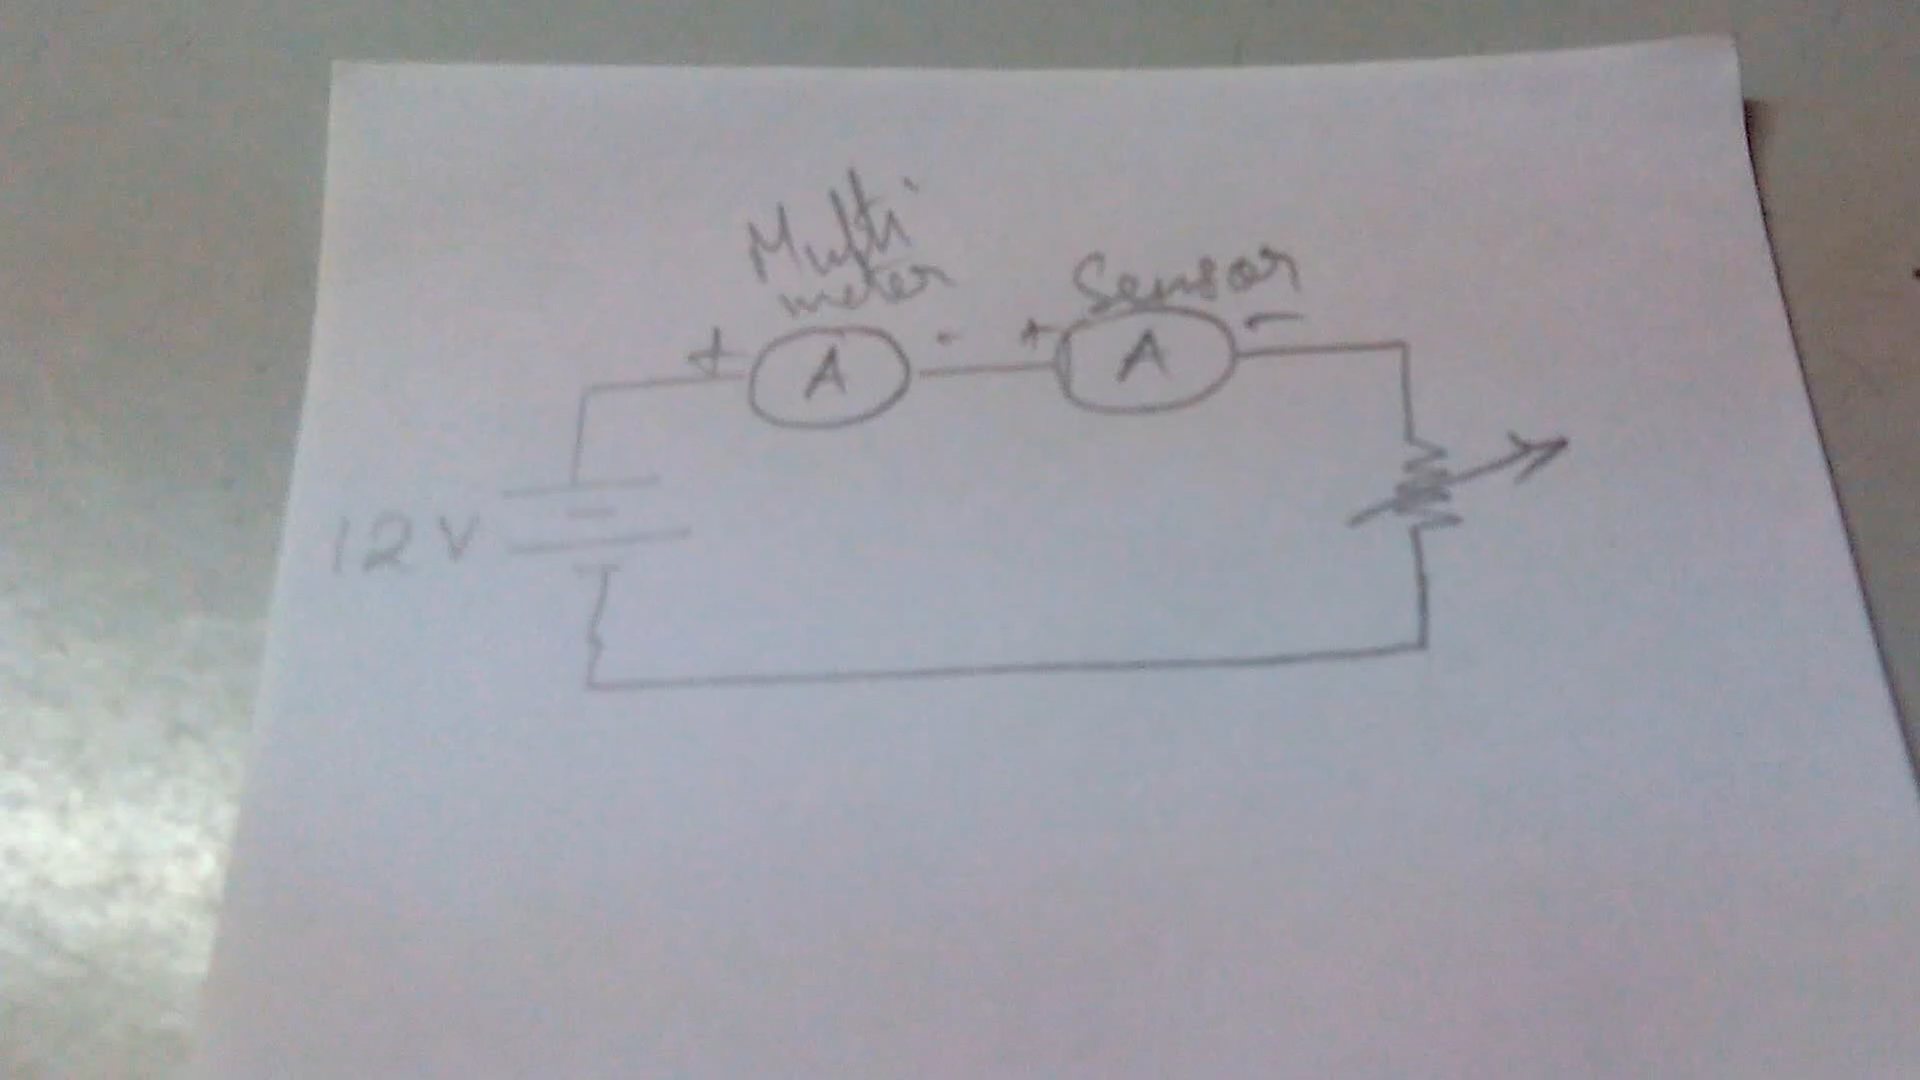 Multi
meter
Sensor
+ A - + A -
12V